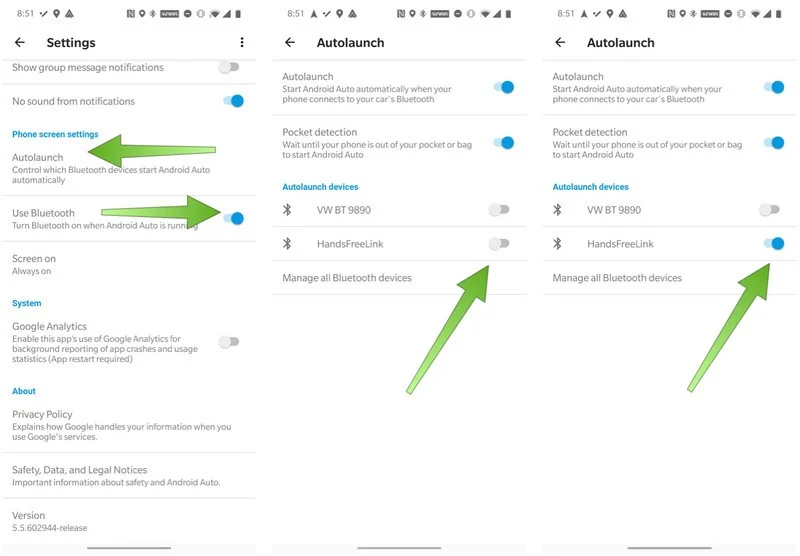 8:51
Settings
Show group message notifications
No sound from notifications
Phone screen settings
Autolaunch
Control which Bluetooth devices start Android Auto
automatically
Use Bluetooth
Turn Bluetooth on when Android Auto is running
Screen on
Always on
System
Google Analytics
Enable this app's use of Google Analytics for
background reporting of app crashes and usage
statistics (App restart required)
About
Privacy Policy
Explains how Google handles your information when you
use Google's services.
Safety, Data, and Legal Notices
Important information about safety and Android Auto.
Version
5.5.602944-release
8:51
Autolaunch
Autolaunch
Start Android Auto automatically when your
phone connects to your car's Bluetooth
Pocket detection
Wait until your phone is out of your pocket or bag
to start Android Auto
Autolaunch devices
VW BT 9890
HandsFreeLink
Manage all Bluetooth devices
8:51
Autolaunch
Autolaunch
Start Android Auto automatically when your
phone connects to your car's Bluetooth
Pocket detection
Wait until your phone is out of your pocket or bag
to start Android Auto
Autolaunch devices
VW BT 9890
HandsFreeLink
Manage all Bluetooth devices